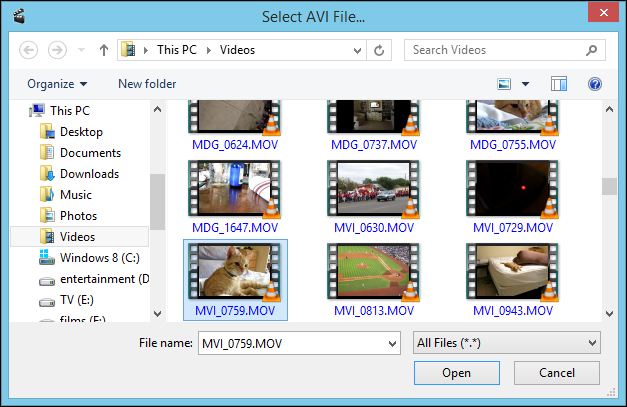 Select AVI File...
This PC Videos
Search Videos
Organize New folder
This PC
Desktop
Documents
Downloads
Music
Photos
Videos
Windows 8 (C:)
entertainment (D
TV (E:)
films (F:)
MDG_0624.MOV MDG_0737.MOV MDG_0755.MOV
MDG_1647.MOV MVI_0630.MOV MVI_0729.MOV
MVI_0759.MOV MVI_0813.MOV MVI_0943.MOV
File name: MVI_0759.MOV All Files (*.*)
Open Cancel